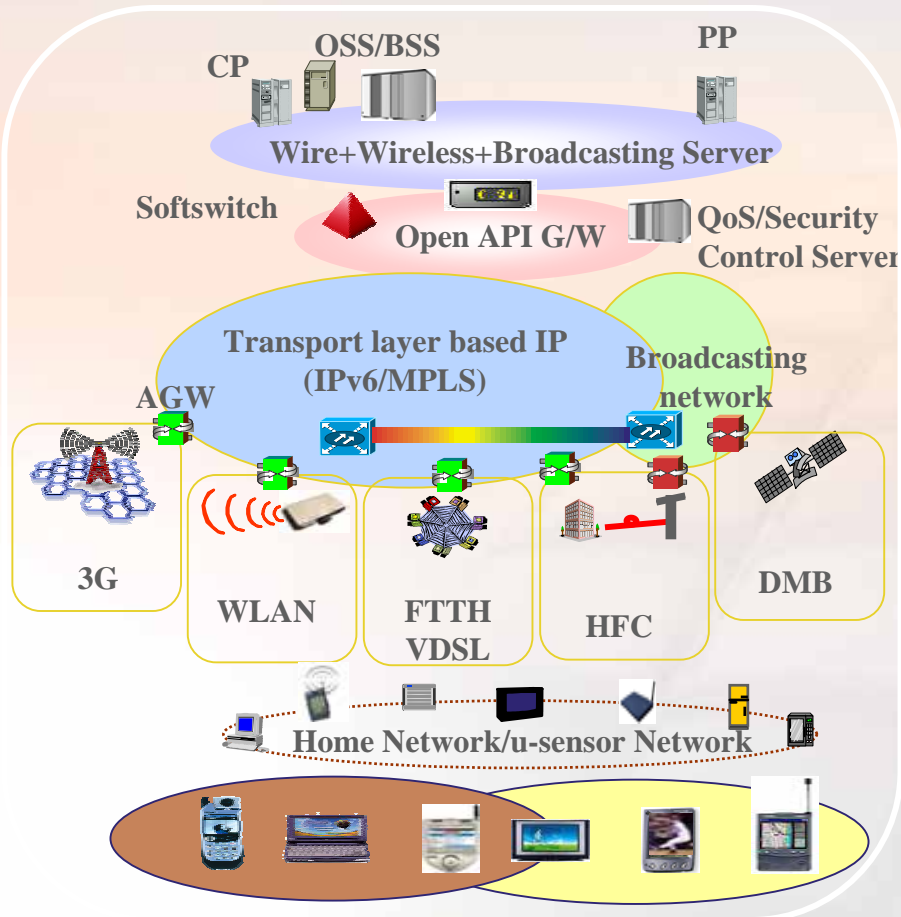 OSS/BSS
PP
CP
Wire+Wireless+Broadcasting Server
Softswitch
Open API G/W
QoS/Security
Control Server
Transport layer based IP
(IPv6/MPLS)
Broadcasting
network
AGW
3G
WLAN
FTTH
VDSL
HFC
DMB
Home Network/u-sensor Network